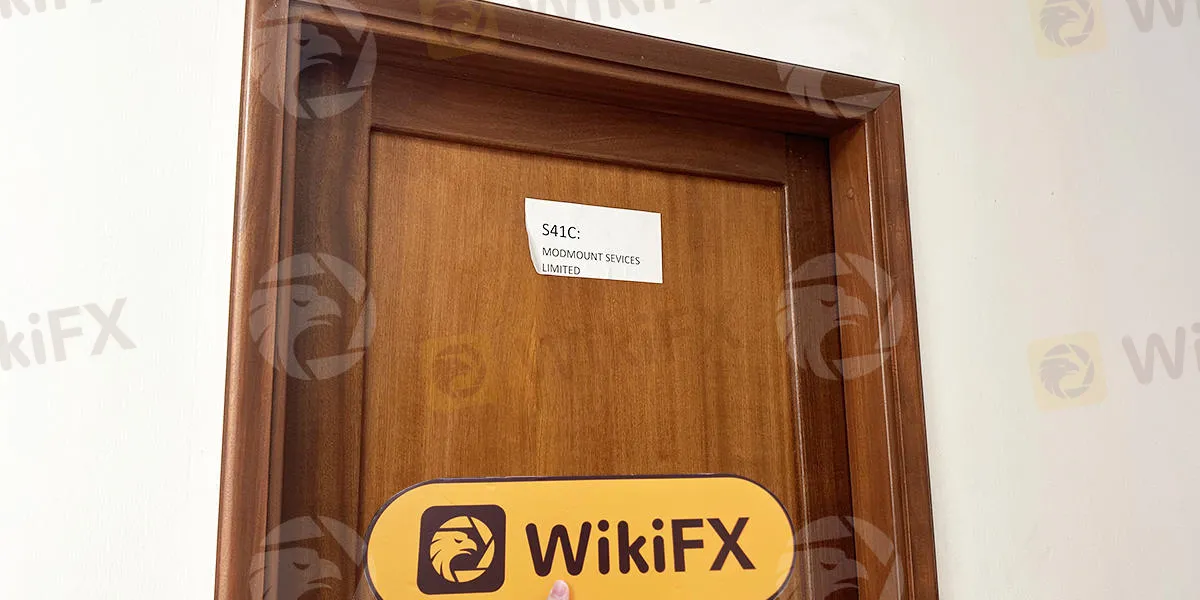 S41C:
MODMOUNT SEVICES
LIMITED
WikiFX